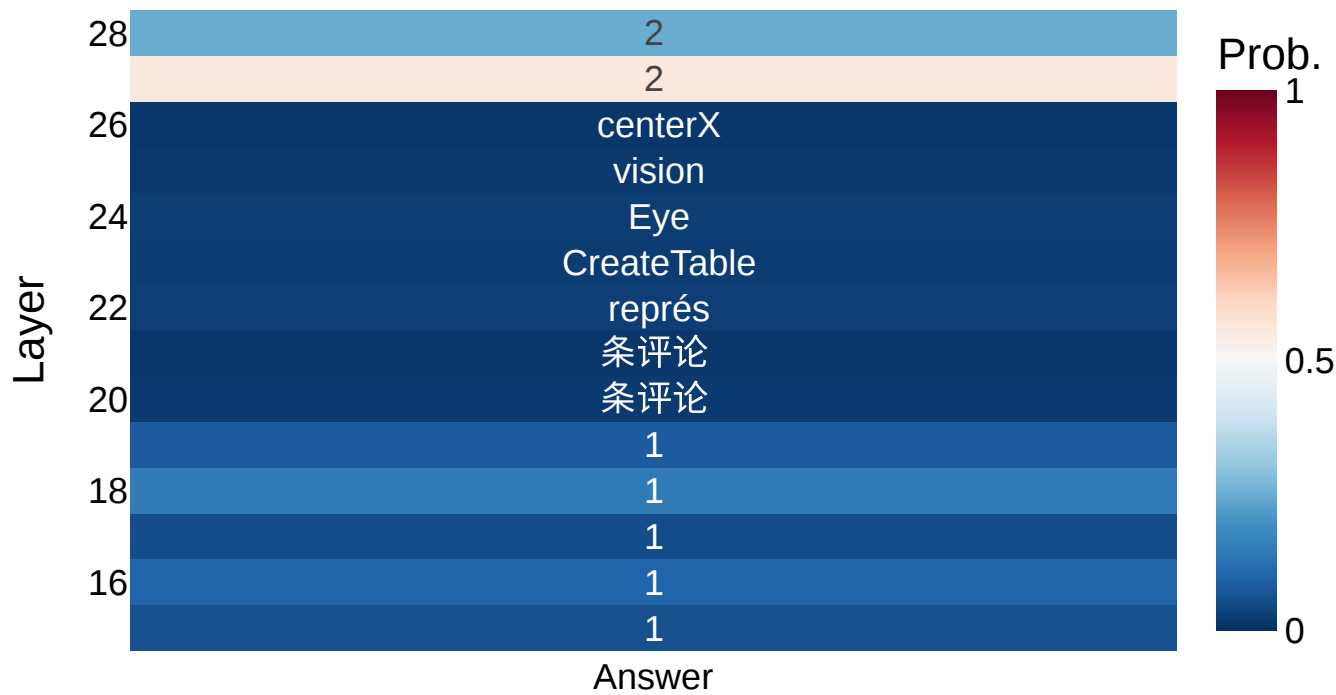 28
2
2
26
centerX
vision
24
Eye
CreateTable
22
représ
条评论
20
条评论
1
18
1
1
16
1
1
Answer
Layer
Prob.
1
0.5
0